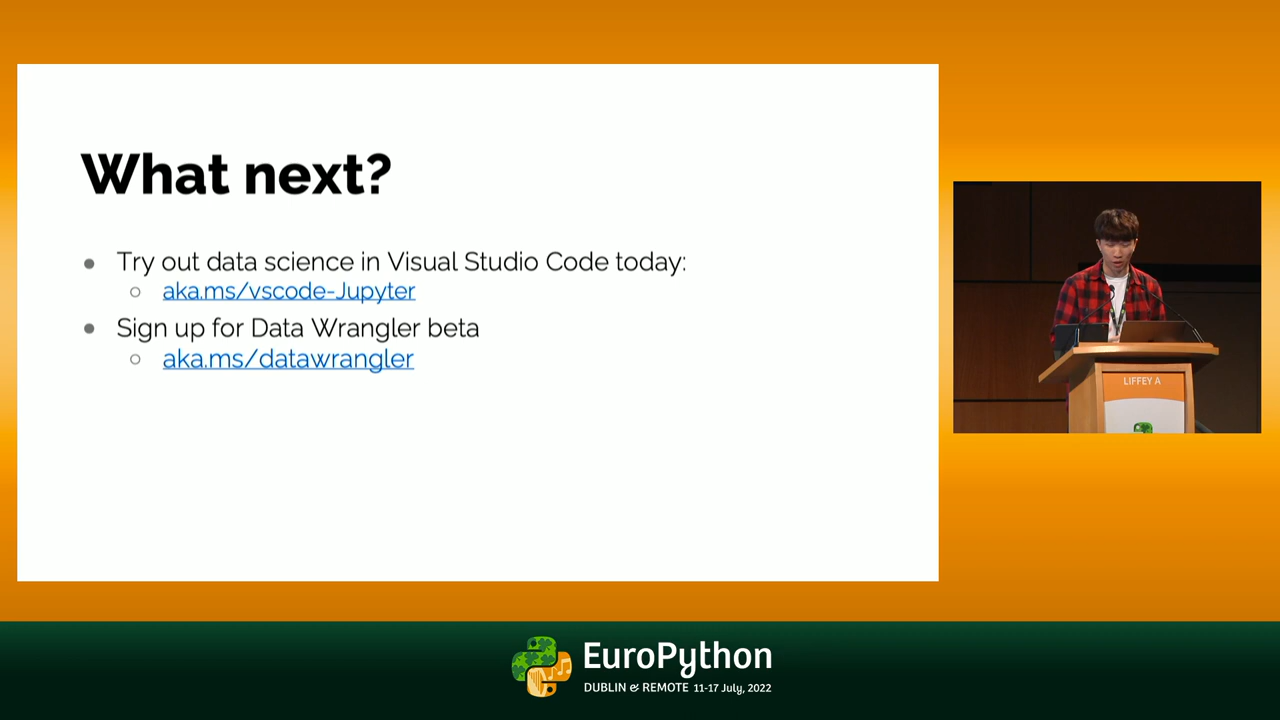 What next?
Try out data science in Visual Studio Code today:
aka.ms/vscode-Jupyter
Sign up for Data Wrangler beta
aka.ms/datawrangler
LIFFEY A
EuroPython
DUBLIN & REMOTE 11-17 July, 2022